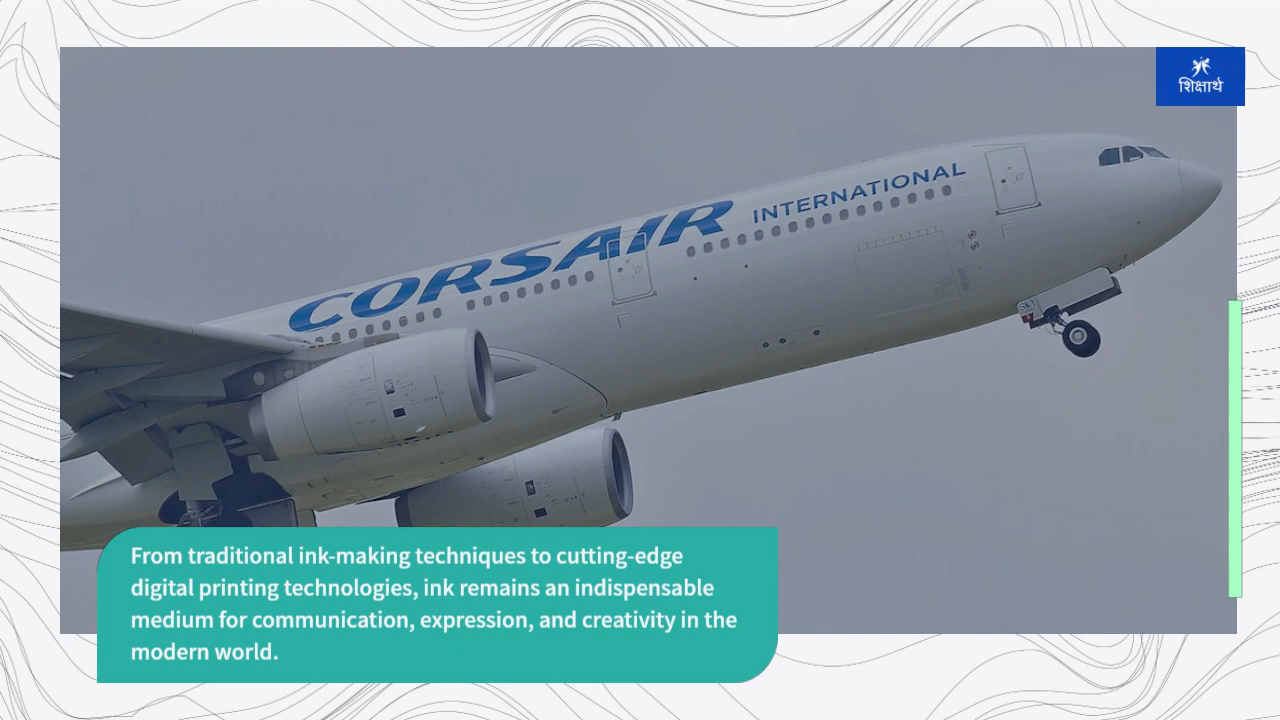 शिक्षार्थ
CORSAIR INTERNATIONAL
From traditional ink-making techniques to cutting-edge
digital printing technologies, ink remains an indispensable
medium for communication, expression, and creativity in the
modern world.